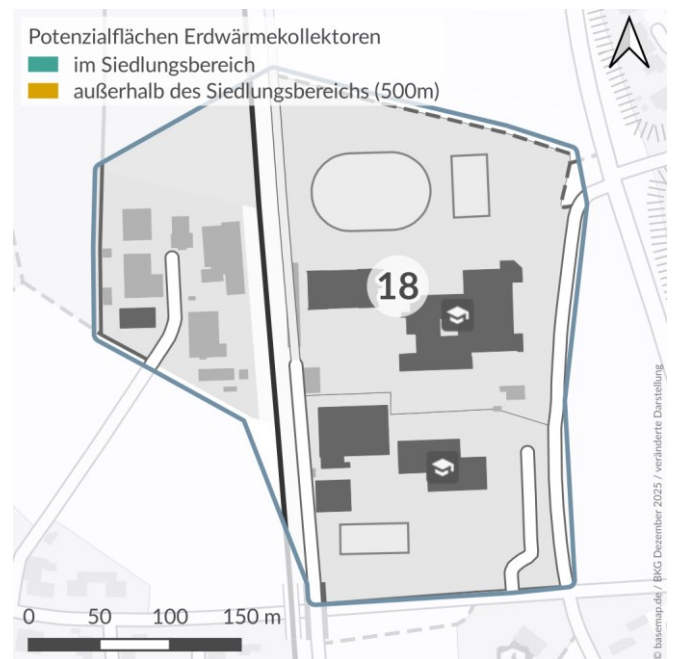 Potenzialflächen Erdwärmekollektoren
im Siedlungsbereich
außerhalb des Siedlungsbereichs (500m)
18
0 50 100 150 m
© basemap.de / BKG Dezember 2025 / veränderte Darstellung